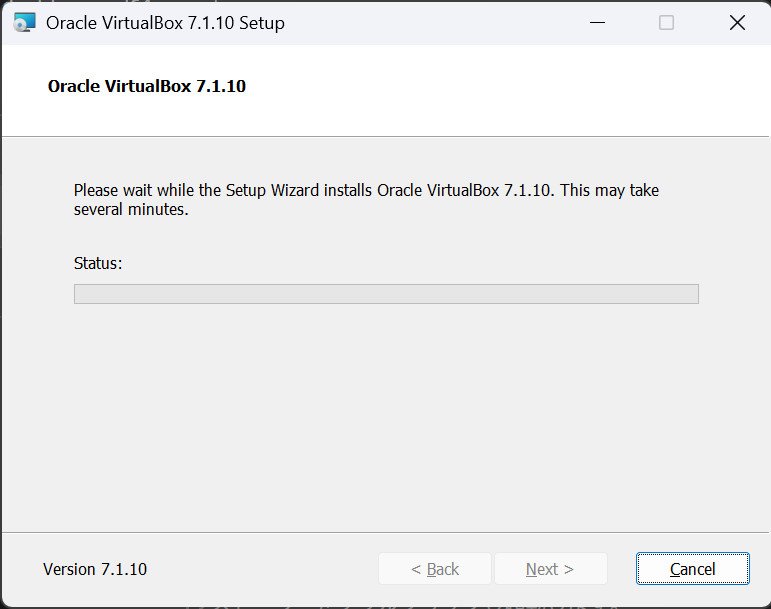 Oracle VirtualBox 7.1.10 Setup
Oracle VirtualBox 7.1.10
Please wait while the Setup Wizard installs Oracle VirtualBox 7.1.10. This may take
several minutes.
Status:
Version 7.1.10
< Back
Next >
Cancel